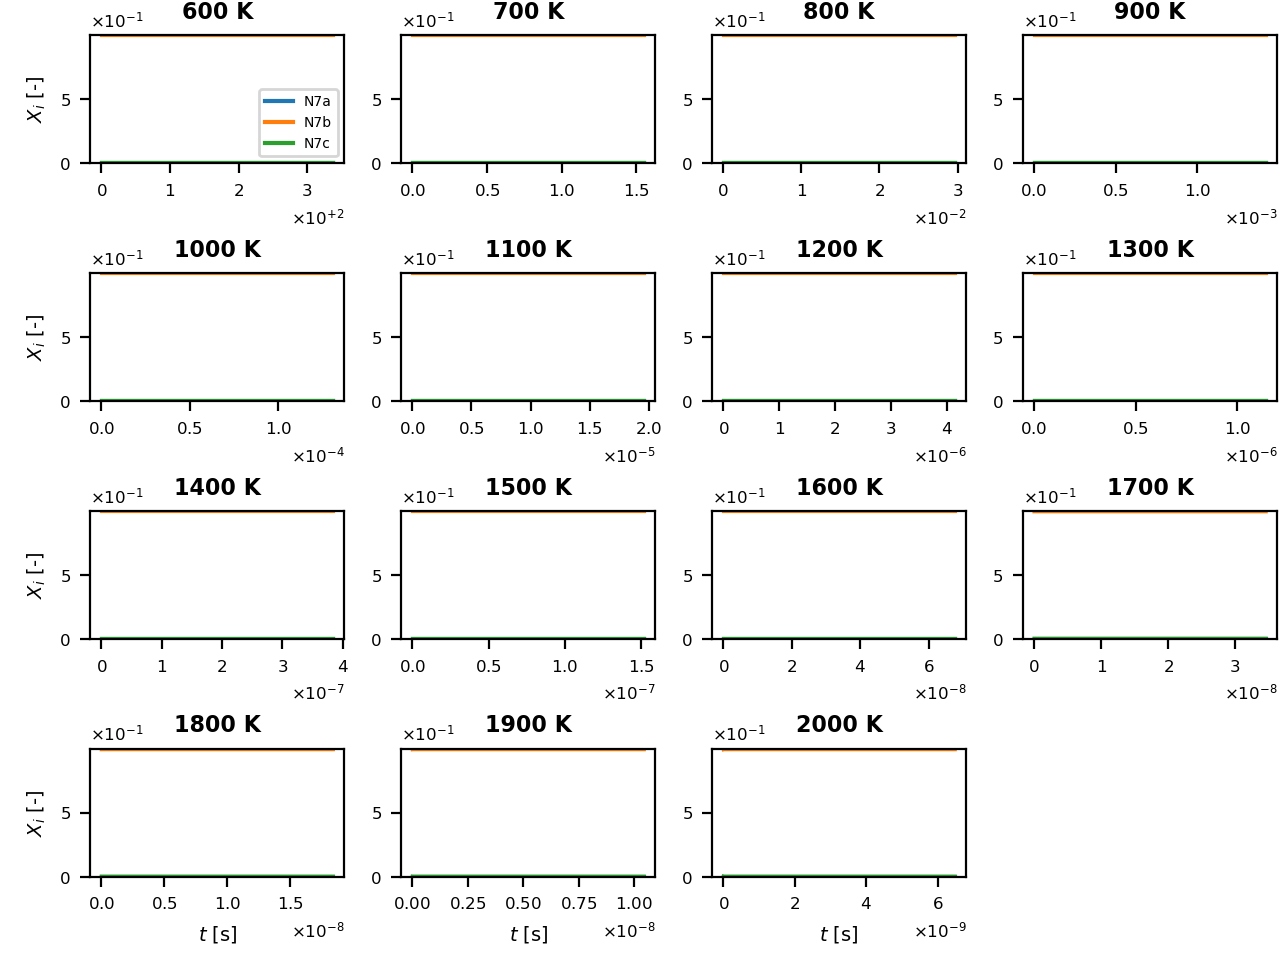 600 K 700 K 800 K 900 K
×10⁻¹ ×10⁻¹ ×10⁻¹ ×10⁻¹
X_i [-]
5 5 5 5
N7a
N7b
N7c
0 0 0 0
0 1 2 3 0.0 0.5 1.0 1.5 0 1 2 3 0.0 0.5 1.0
×10⁺² ×10⁻² ×10⁻³
1000 K 1100 K 1200 K 1300 K
×10⁻¹ ×10⁻¹ ×10⁻¹ ×10⁻¹
X_i [-]
5 5 5 5
0 0 0 0
0.0 0.5 1.0 0.0 0.5 1.0 1.5 2.0 0 1 2 3 4 0.0 0.5 1.0
×10⁻⁴ ×10⁻⁵ ×10⁻⁶ ×10⁻⁶
1400 K 1500 K 1600 K 1700 K
×10⁻¹ ×10⁻¹ ×10⁻¹ ×10⁻¹
X_i [-]
5 5 5 5
0 0 0 0
0 1 2 3 4 0.0 0.5 1.0 1.5 0 2 4 6 0 1 2 3
×10⁻⁷ ×10⁻⁷ ×10⁻⁸ ×10⁻⁸
1800 K 1900 K 2000 K
×10⁻¹ ×10⁻¹ ×10⁻¹
X_i [-]
5 5 5
0 0 0
0.0 0.5 1.0 1.5 0.00 0.25 0.50 0.75 1.00 0 2 4 6
×10⁻⁸ ×10⁻⁸ ×10⁻⁹
t [s] t [s] t [s]